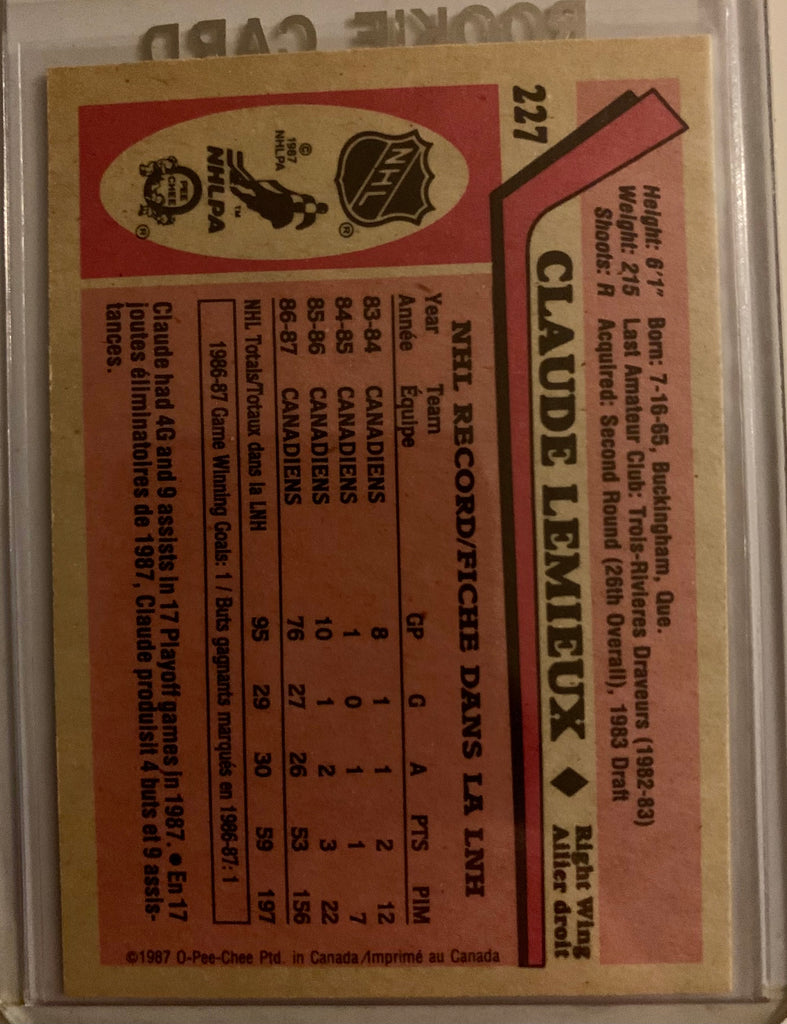 ROOKIE CARD
227
Height: 6'1" Born: 7-16-65, Buckingham, Que.
Weight: 215 Last Amateur Club: Trois-Rivieres Draveurs (1982-83)
Shoots: R Acquired: Second Round (26th Overall), 1983 Draft
CLAUDE LEMIEUX ◆ Right Wing
Ailier droit
NHL
®
© 1987 NHLPA
NHLPA ™
O PEE CHEE ®
NHL RECORD/FICHE DANS LA LNH
Year Team
Année Équipe GP G A PTS PIM
83-84 CANADIENS 8 1 1 2 12
84-85 CANADIENS 1 0 1 1 7
85-86 CANADIENS 10 1 2 3 22
86-87 CANADIENS 76 27 26 53 156
NHL Totals/Totaux dans la LNH 95 29 30 59 197
1986-87 Game Winning Goals: 1 / Buts gagnants marqués en 1986-87: 1
Claude had 4G and 9 assists in 17 Playoff games in 1987. ● En 17
joutes éliminatoires de 1987, Claude produisit 4 buts et 9 assis-
tances.
©1987 O-Pee-Chee Ptd. in Canada/Imprimé au Canada